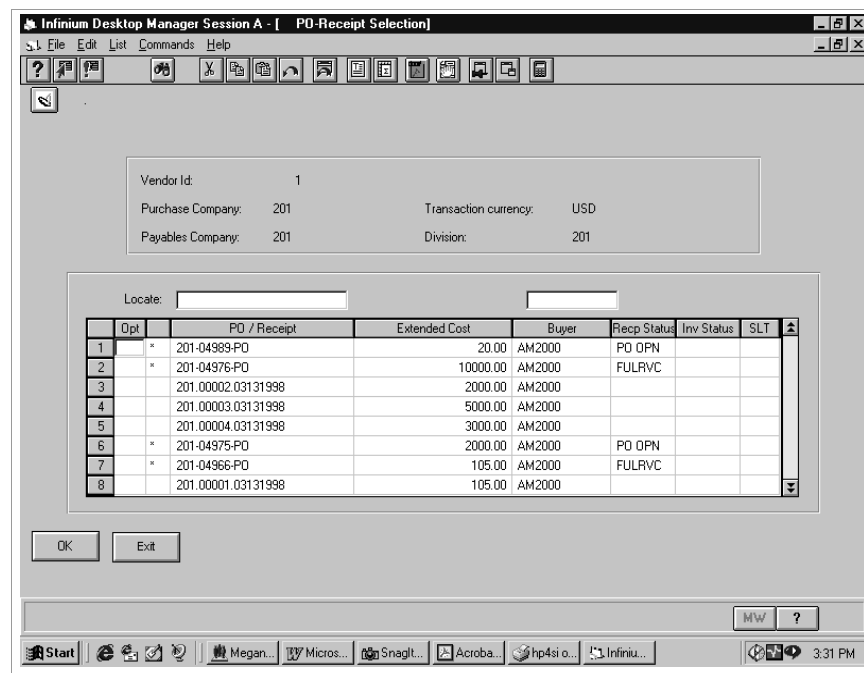 Infinium Desktop Manager Session A - [ PO-Receipt Selection]
File Edit List Commands Help
Vendor Id: 1
Purchase Company: 201 Transaction currency: USD
Payables Company: 201 Division: 201
Locate:
Opt PO / Receipt Extended Cost Buyer Recp Status Inv Status SLT
1 * 201-04989-PO 20.00 AM2000 PO OPN
2 * 201-04976-PO 10000.00 AM2000 FULRVC
3 201.00002.03131998 2000.00 AM2000
4 201.00003.03131998 5000.00 AM2000
5 201.00004.03131998 3000.00 AM2000
6 * 201-04975-PO 2000.00 AM2000 PO OPN
7 * 201-04966-PO 105.00 AM2000 FULRVC
8 201.00001.03131998 105.00 AM2000
OK Exit
MW ?
Start Megan... Micros... SnagIt... Acroba... hp4si o... Infiniu... 3:31 PM